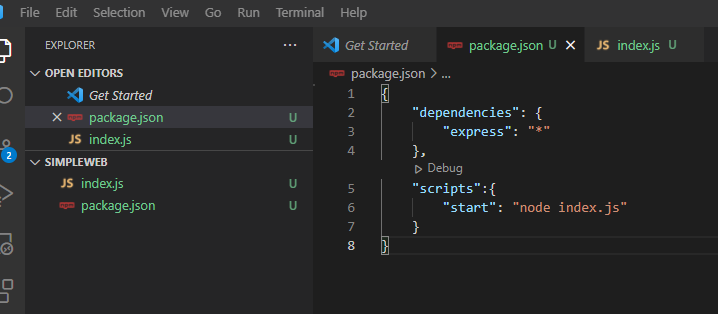 File Edit Selection View Go Run Terminal Help
EXPLORER ...
Get Started package.json U index.js U
OPEN EDITORS
Get Started
package.json U
JS index.js U
SIMPLEWEB
JS index.js U
package.json U
2
package.json > ...
1 {
2 "dependencies": {
3 "express": "*"
4 },
Debug
5 "scripts":{
6 "start": "node index.js"
7 }
8 }